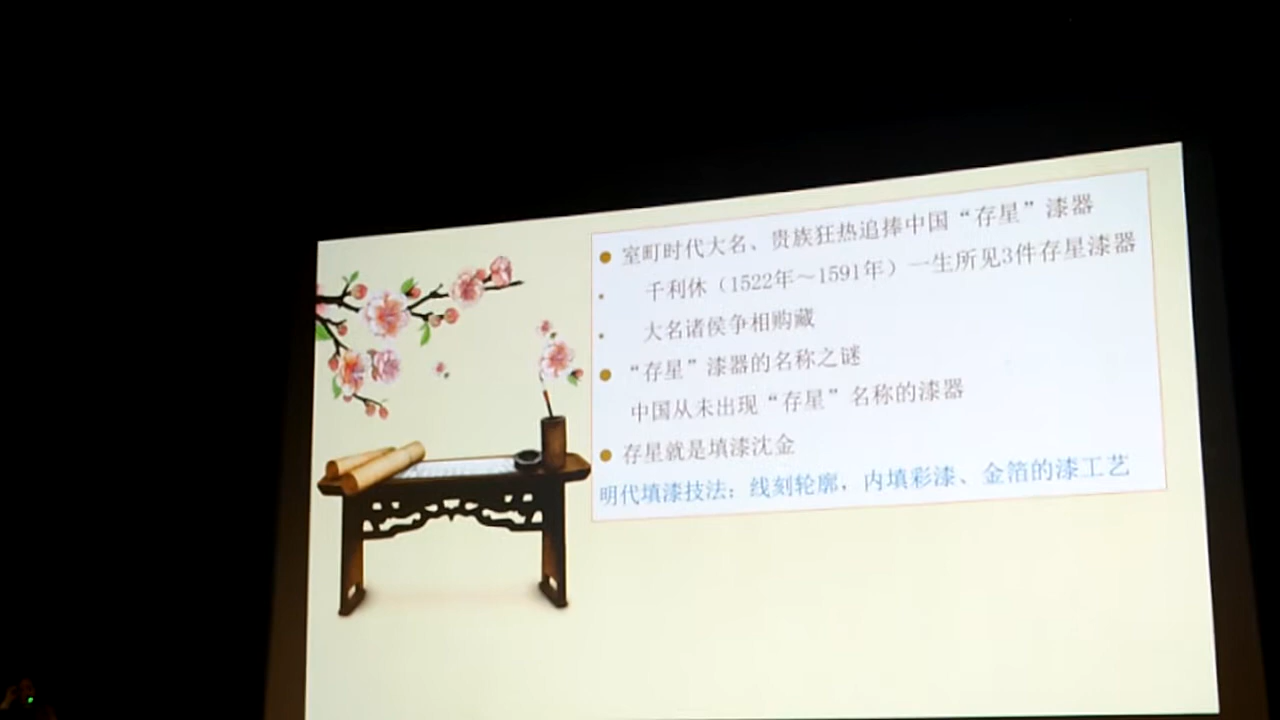 室町时代大名、贵族狂热追捧中国“存星”漆器
千利休（1522年～1591年）一生所见3件存星漆器
大名诸侯争相购藏
“存星”漆器的名称之谜
中国从未出现“存星”名称的漆器
存星就是填漆沈金
明代填漆技法：线刻轮廓，内填彩漆、金箔的漆工艺